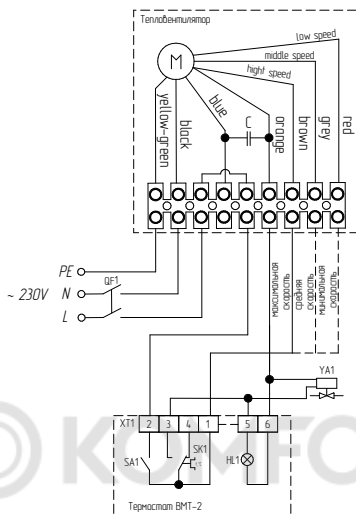 Тепловентилятор
low speed
middle speed
hight speed
M
yellow-green
black
blue
C
orange
brown
grey
red
PE
QF1
~ 230V
N
L
максимальная
скорость
средняя
скорость
минимальная
скорость
YA1
XT1
2
3
4
1
5
6
SA1
SK1
t°C
HL1
Термостат ВМТ-2
KOMFO